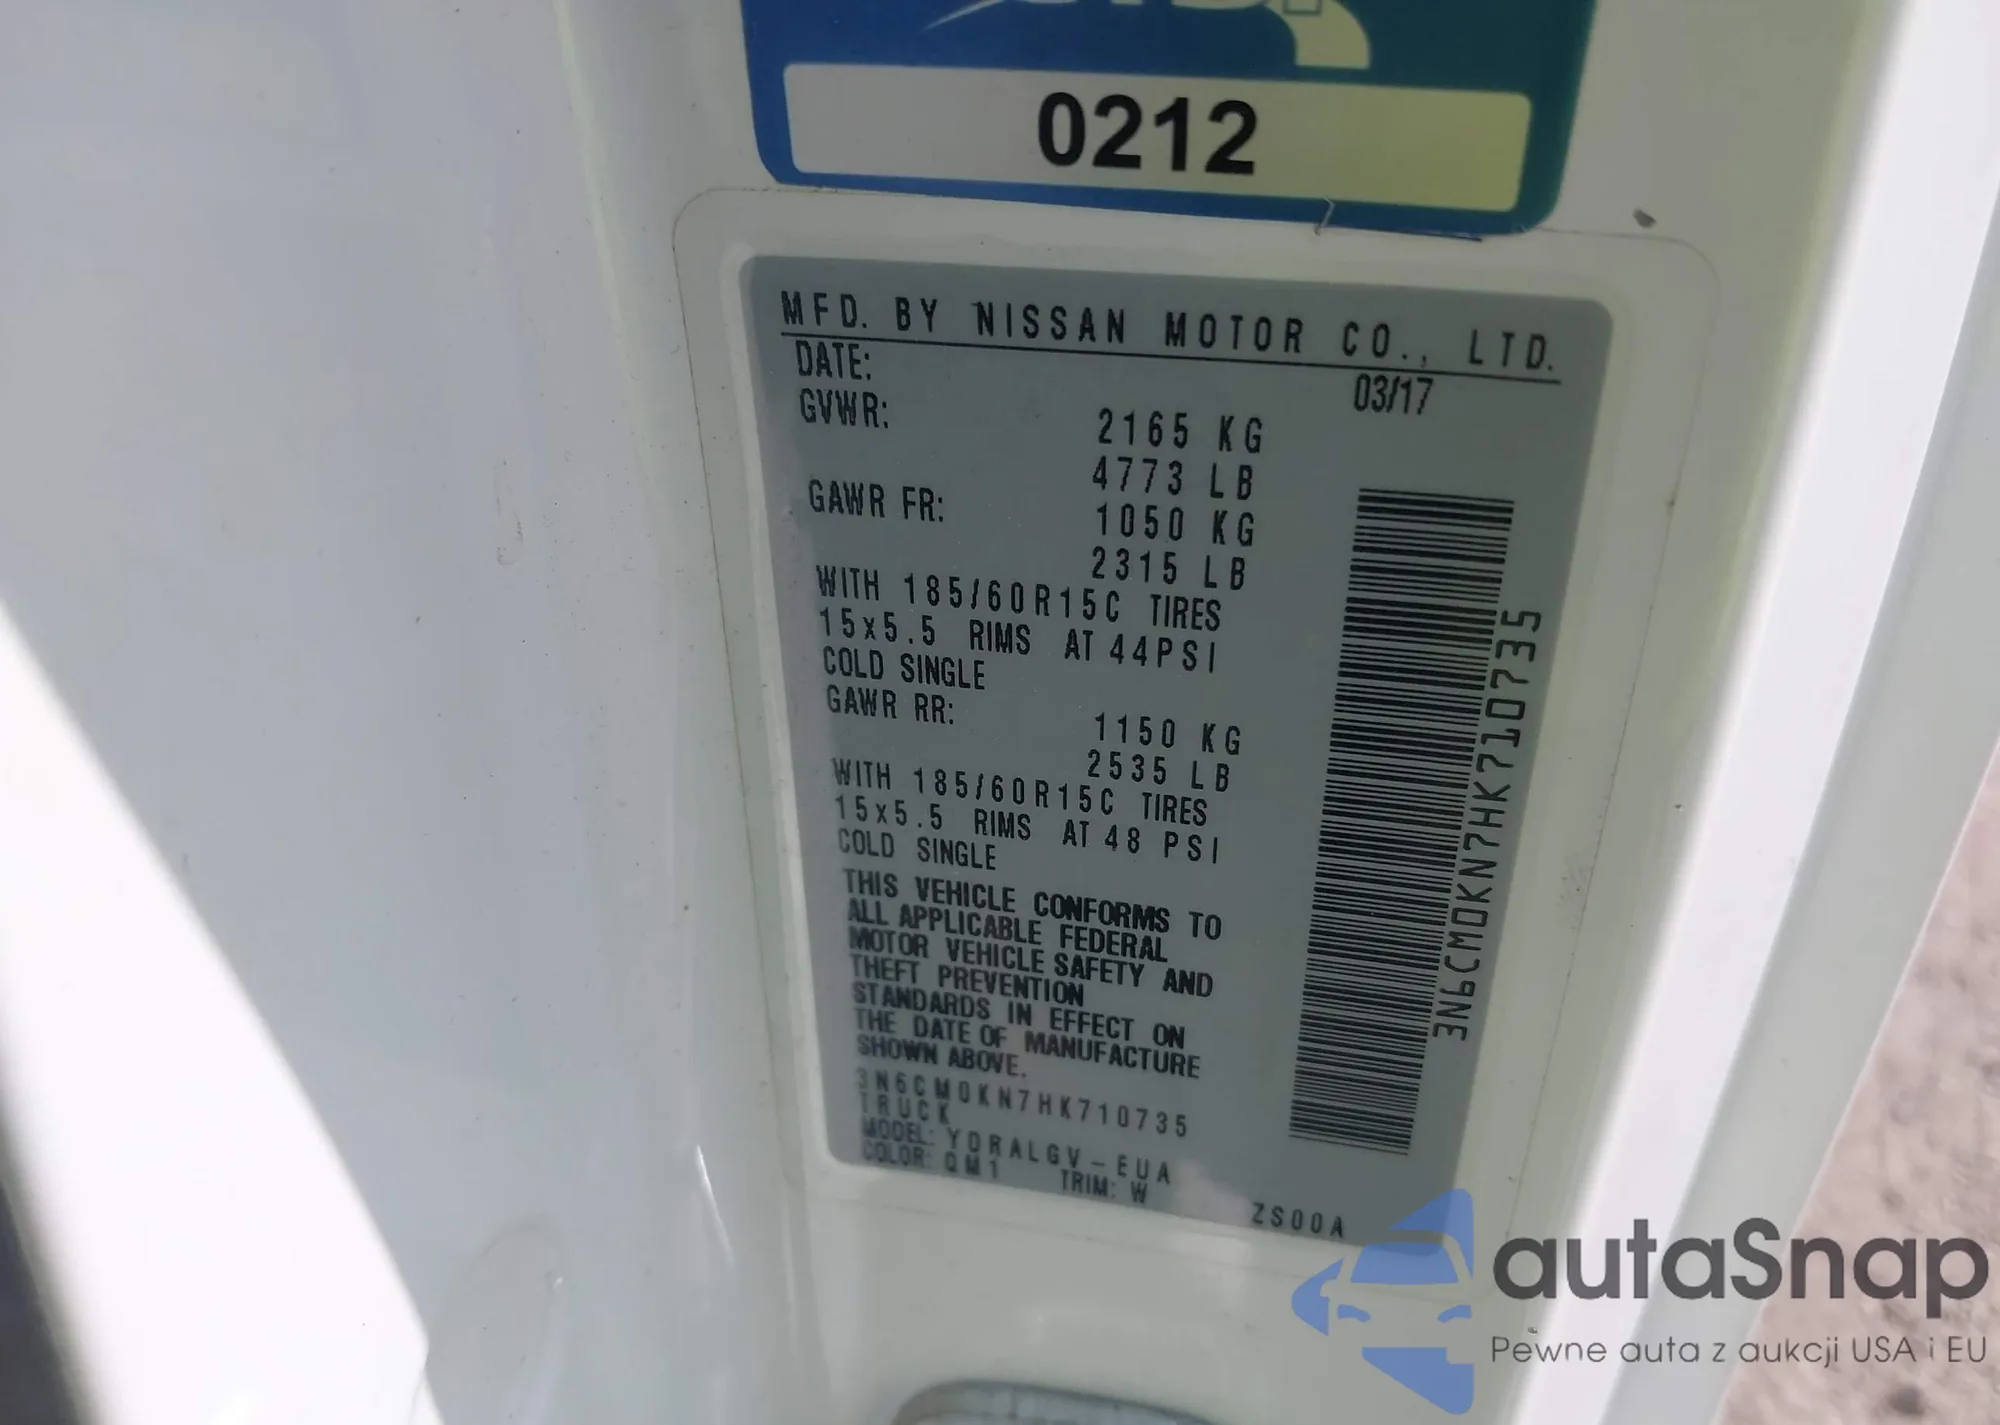 0212
MFD. BY NISSAN MOTOR CO., LTD.
DATE: 03/17
GVWR: 2165 KG
4773 LB
GAWR FR: 1050 KG
2315 LB
WITH 185/60R15C TIRES
15x5.5 RIMS AT 44PSI
COLD SINGLE
GAWR RR: 1150 KG
2535 LB
WITH 185/60R15C TIRES
15x5.5 RIMS AT 48 PSI
COLD SINGLE
THIS VEHICLE CONFORMS TO
ALL APPLICABLE FEDERAL
MOTOR VEHICLE SAFETY AND
THEFT PREVENTION
STANDARDS IN EFFECT ON
THE DATE OF MANUFACTURE
SHOWN ABOVE.
3N6CM0KN7HK710735
TRUCK
MODEL: YDRALGV-EUA
COLOR: QM1 TRIM: W ZS00A
3N6CM0KN7HK710735
autoSnap
Pewne auta z aukcji USA i EU